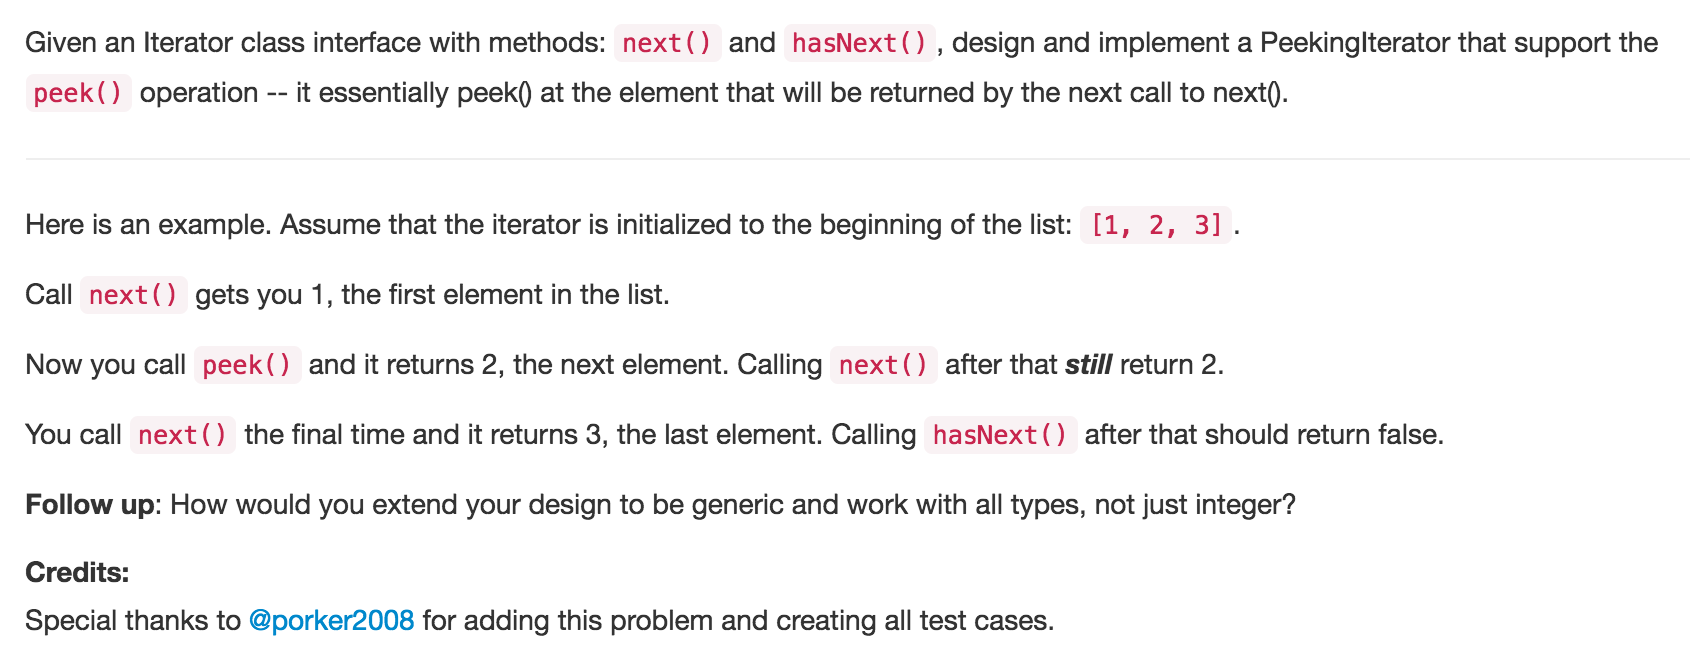 Given an Iterator class interface with methods: next() and hasNext(), design and implement a PeekingIterator that support the
peek() operation -- it essentially peek() at the element that will be returned by the next call to next().
Here is an example. Assume that the iterator is initialized to the beginning of the list: [1, 2, 3].
Call next() gets you 1, the first element in the list.
Now you call peek() and it returns 2, the next element. Calling next() after that still return 2.
You call next() the final time and it returns 3, the last element. Calling hasNext() after that should return false.
Follow up: How would you extend your design to be generic and work with all types, not just integer?
Credits:
Special thanks to @porker2008 for adding this problem and creating all test cases.